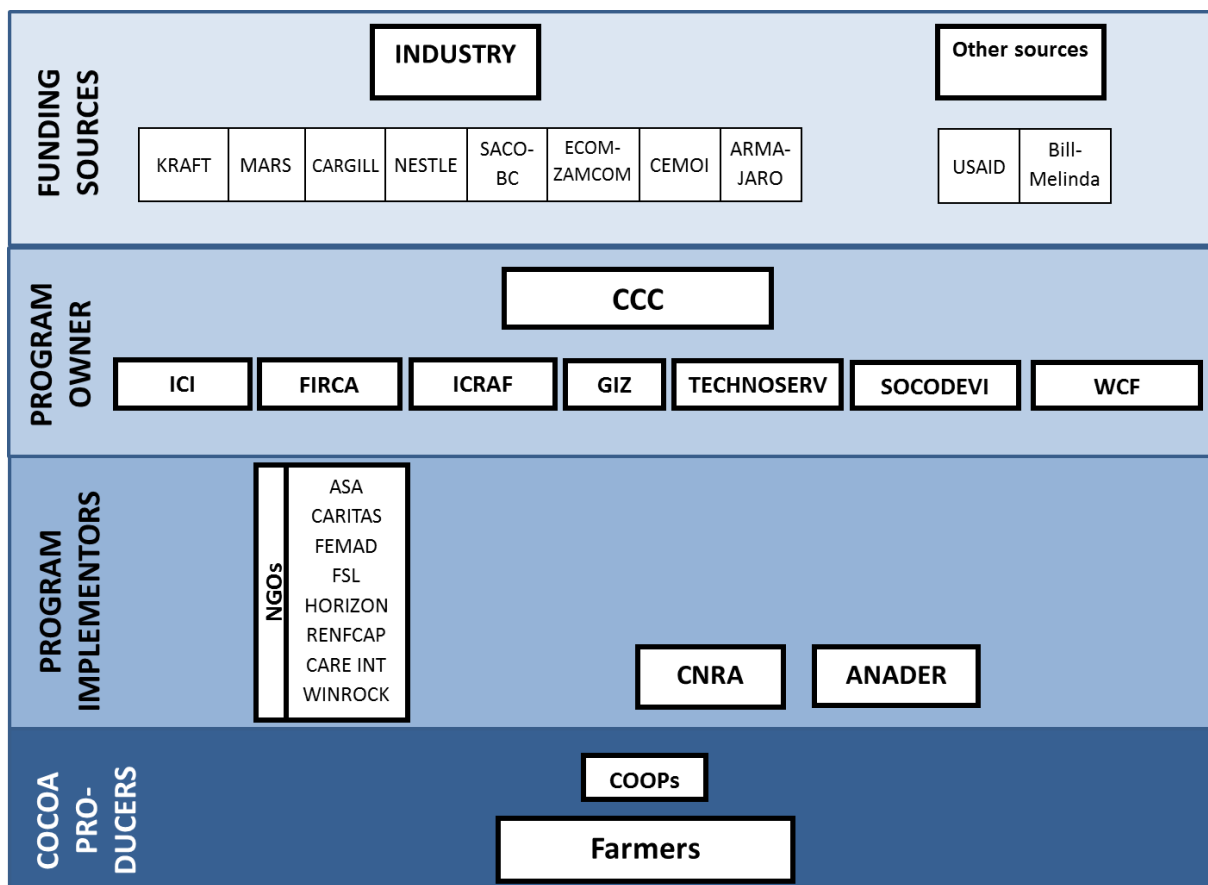 FUNDING
SOURCES
INDUSTRY
Other sources
KRAFT
MARS
CARGILL
NESTLE
SACO-
BC
ECOM-
ZAMCOM
CEMOI
ARMA-
JARO
USAID
Bill-
Melinda
PROGRAM
OWNER
CCC
ICI
FIRCA
ICRAF
GIZ
TECHNOSERV
SOCODEVI
WCF
PROGRAM
IMPLEMENTORS
NGOs
ASA
CARITAS
FEMAD
FSL
HORIZON
RENFCAP
CARE INT
WINROCK
CNRA
ANADER
COCOA
PRO-
DUCERS
COOPs
Farmers